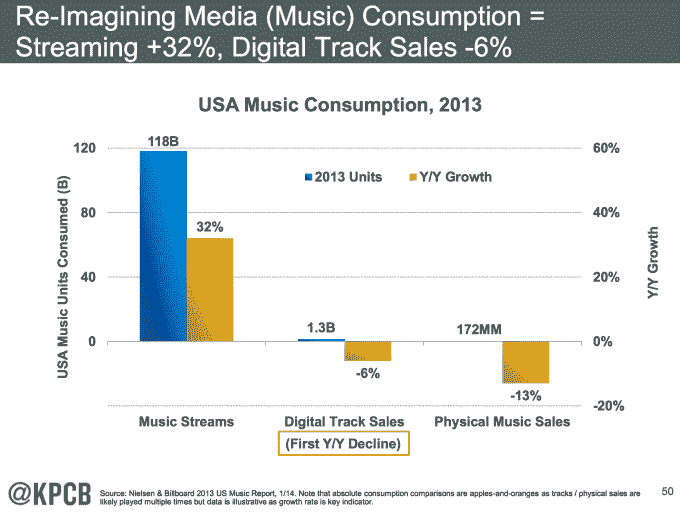 Re-Imagining Media (Music) Consumption =
Streaming +32%, Digital Track Sales -6%
USA Music Consumption, 2013
USA Music Units Consumed (B)
120
80
40
0
118B
32%
2013 Units
Y/Y Growth
1.3B
-6%
172MM
-13%
60%
40%
20%
0%
-20%
Y/Y Growth
Music Streams
Digital Track Sales
(First Y/Y Decline)
Physical Music Sales
@KPCB
Source: Nielsen & Billboard 2013 US Music Report, 1/14. Note that absolute consumption comparisons are apples-and-oranges as tracks / physical sales are
likely played multiple times but data is illustrative as growth rate is key indicator.
50